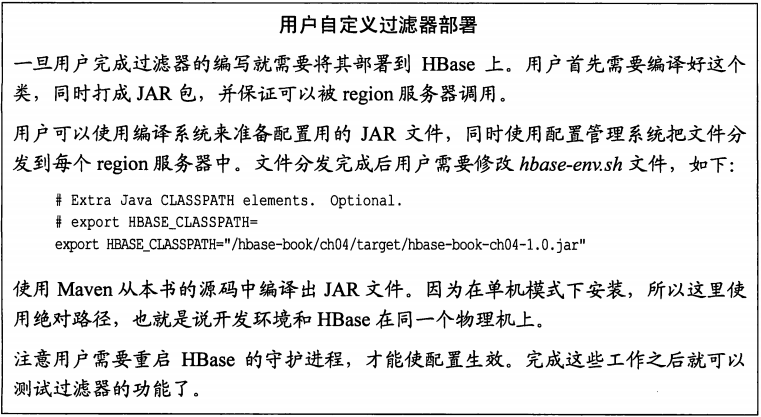 用户自定义过滤器部署
一旦用户完成过滤器的编写就需要将其部署到 HBase 上。用户首先需要编译好这个
类，同时打成 JAR 包，并保证可以被 region 服务器调用。
用户可以使用编译系统来准备配置用的 JAR 文件，同时使用配置管理系统把文件分
发到每个 region 服务器中。文件分发完成后用户需要修改 hbase-env.sh 文件，如下：
# Extra Java CLASSPATH elements. Optional.
# export HBASE_CLASSPATH=
export HBASE_CLASSPATH="/hbase-book/ch04/target/hbase-book-ch04-1.0.jar"
使用 Maven 从本书的源码中编译出 JAR 文件。因为在单机模式下安装，所以这里使
用绝对路径，也就是说开发环境和 HBase 在同一个物理机上。
注意用户需要重启 HBase 的守护进程，才能使配置生效。完成这些工作之后就可以
测试过滤器的功能了。